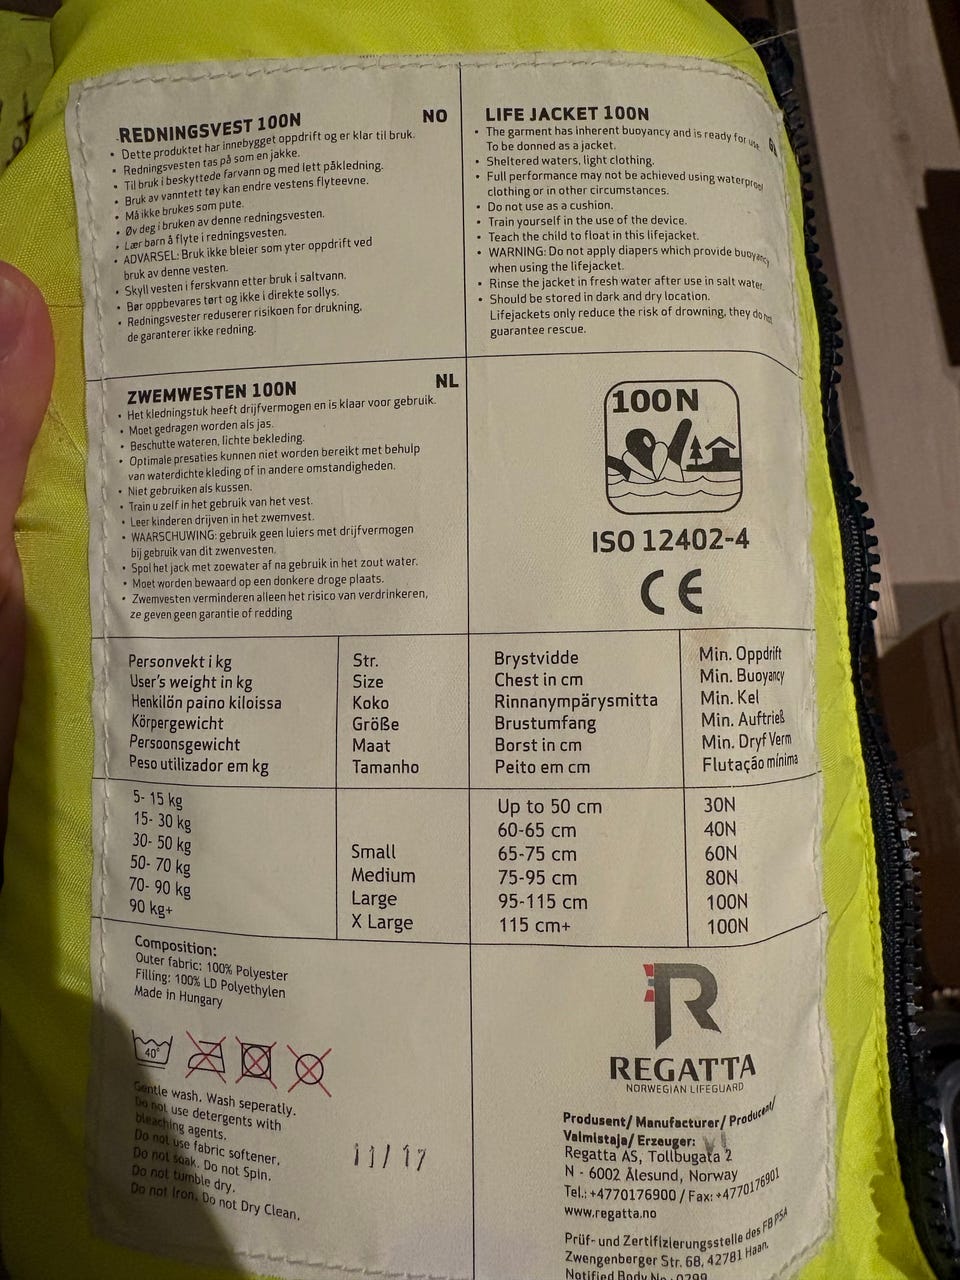 REDNINGSVEST 100N
NO
• Dette produktet har innebygget oppdrift og er klar til bruk.
• Redningsvesten tas på som en jakke.
• Til bruk i beskyttede farvann og med lett påkledning.
• Bruk av vanntett tøy kan endre vestens flyteevne.
• Må ikke brukes som pute.
• Øv deg i bruken av denne redningsvesten.
• Lær barn å flyte i redningsvesten.
• ADVARSEL: Bruk ikke bleier som yter oppdrift ved
bruk av denne vesten.
• Skyll vesten i ferskvann etter bruk i saltvann.
• Bør oppbevares tørt og ikke i direkte sollys.
• Redningsvester reduserer risikoen for drukning,
de garanterer ikke redning.
LIFE JACKET 100N
• The garment has inherent buoyancy and is ready for use.
To be donned as a jacket.
• Sheltered waters, light clothing.
• Full performance may not be achieved using waterproof
clothing or in other circumstances.
• Do not use as a cushion.
• Train yourself in the use of the device.
• Teach the child to float in this lifejacket.
• WARNING: Do not apply diapers which provide buoyancy
when using the lifejacket.
• Rinse the jacket in fresh water after use in salt water.
• Should be stored in dark and dry location.
Lifejackets only reduce the risk of drowning, they do not
guarantee rescue.
ZWEMWESTEN 100N
NL
• Het kledningstuk heeft drijfvermogen en is klaar voor gebruik.
• Moet gedragen worden als jas.
• Beschutte wateren, lichte bekleding.
• Optimale presaties kunnen niet worden bereikt met behulp
van waterdichte kleding of in andere omstandigheden.
• Niet gebruiken als kussen.
• Train u zelf in het gebruik van het vest.
• Leer kinderen drijven in het zwemvest.
• WAARSCHUWING: gebruik geen luiers met drijfvermogen
bij gebruik van dit zwenvesten.
• Spol het jack met zoewater af na gebruik in het zout water.
• Moet worden bewaard op een donkere droge plaats.
• Zwemvesten verminderen alleen het risico van verdrinkeren,
ze geven geen garantie of redding
100N
ISO 12402-4
CE
Personvekt i kg
User's weight in kg
Henkilön paino kiloissa
Körpergewicht
Persoonsgewicht
Peso utilizador em kg
Str.
Size
Koko
Größe
Maat
Tamanho
Brystvidde
Chest in cm
Rinnanympärysmitta
Brustumfang
Borst in cm
Peito em cm
Min. Oppdrift
Min. Buoyancy
Min. Kel
Min. Auftrieß
Min. Dryf Verm
Flutação mínima
5- 15 kg
15- 30 kg
30- 50 kg
50- 70 kg
70- 90 kg
90 kg+
Small
Medium
Large
X Large
Up to 50 cm
60-65 cm
65-75 cm
75-95 cm
95-115 cm
115 cm+
30N
40N
60N
80N
100N
100N
Composition:
Outer fabric: 100% Polyester
Filling: 100% LD Polyethylen
Made in Hungary
40°
Gentle wash. Wash seperatly.
Do not use detergents with
bleaching agents.
Do not use fabric softener.
Do not soak. Do not Spin.
Do not tumble dry.
Do not Iron. Do not Dry Clean.
11/17
R
REGATTA
NORWEGIAN LIFEGUARD
Produsent/ Manufacturer/ Producent/
Valmistaja/ Erzeuger:
Regatta AS, Tollbugata 2
N - 6002 Ålesund, Norway
Tel.: +4770176900 / Fax: +4770176901
www.regatta.no
Prüf- und Zertifizierungsstelle des FB PSA
Zwengenberger Str. 68, 42781 Haan.
Notified Body No.: 0299